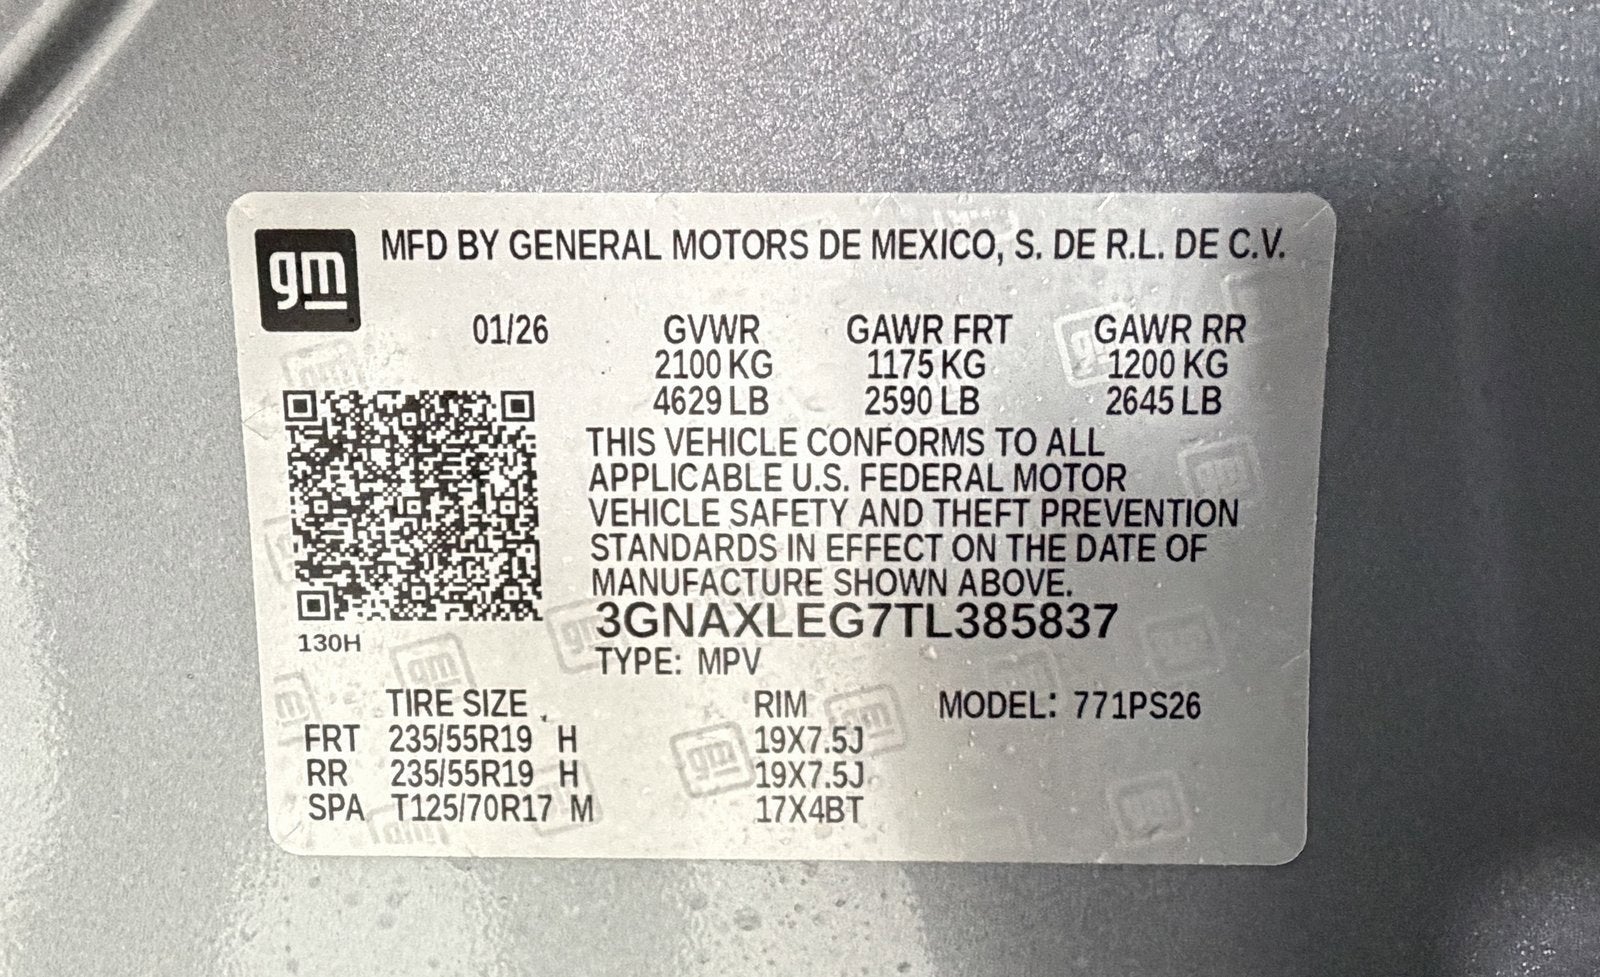 gm
MFD BY GENERAL MOTORS DE MEXICO, S. DE R.L. DE C.V.
01/26 GVWR GAWR FRT GAWR RR
2100 KG 1175 KG 1200 KG
4629 LB 2590 LB 2645 LB
THIS VEHICLE CONFORMS TO ALL
APPLICABLE U.S. FEDERAL MOTOR
VEHICLE SAFETY AND THEFT PREVENTION
STANDARDS IN EFFECT ON THE DATE OF
MANUFACTURE SHOWN ABOVE.
3GNAXLEG7TL385837
130H
TYPE: MPV
TIRE SIZE RIM MODEL: 771PS26
FRT 235/55R19 H 19X7.5J
RR 235/55R19 H 19X7.5J
SPA T125/70R17 M 17X4BT